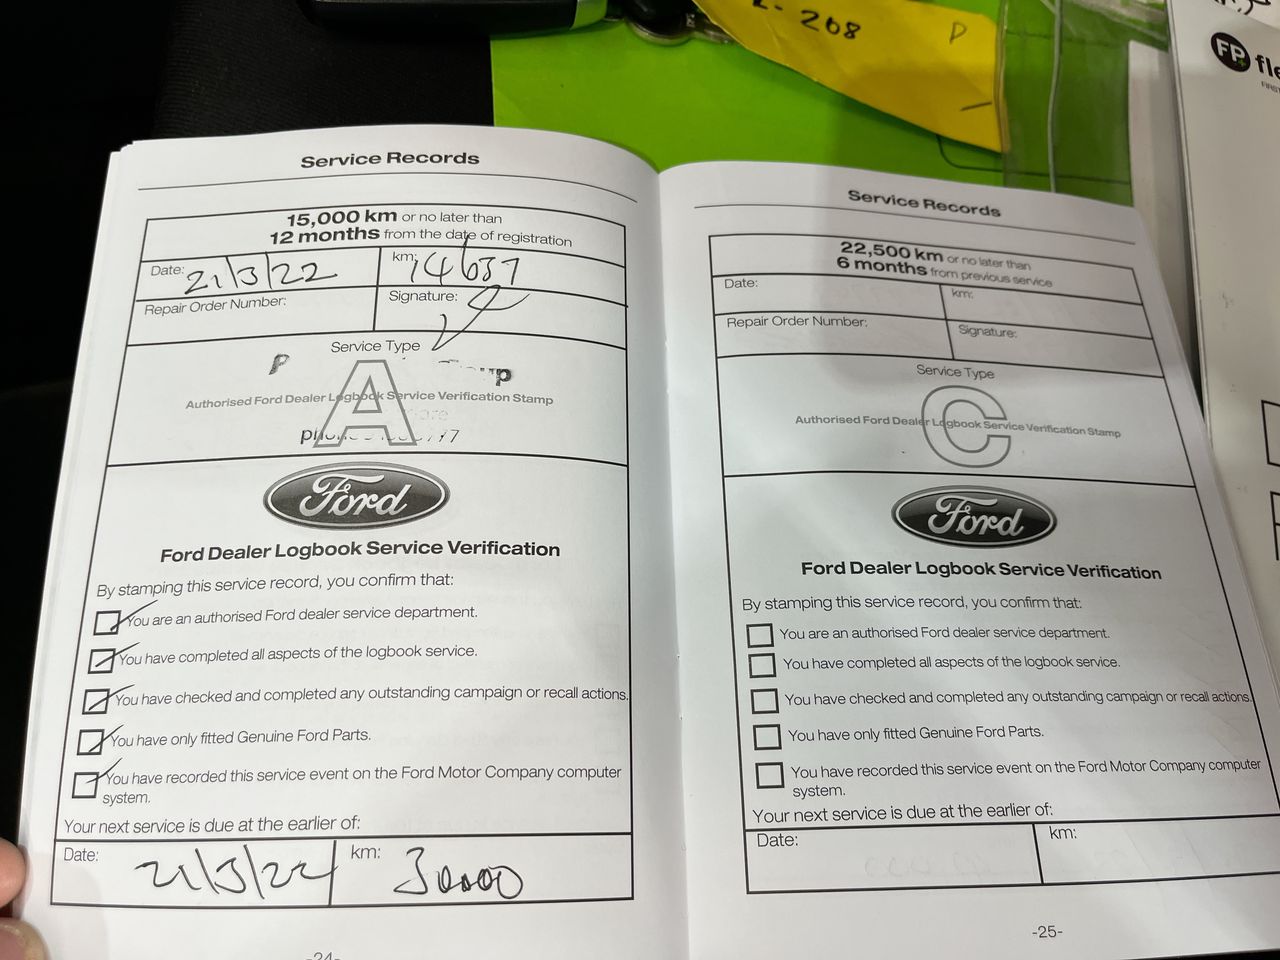 2-268 P
FP
fle
Service Records
15,000 km or no later than
12 months from the date of registration
Date: 21/3/22 km: 14637
Repair Order Number: Signature:
Service Type
P up
A
Authorised Ford Dealer Logbook Service Verification Stamp
Ford
Ford Dealer Logbook Service Verification
By stamping this service record, you confirm that:
You are an authorised Ford dealer service department.
You have completed all aspects of the logbook service.
You have checked and completed any outstanding campaign or recall actions.
You have only fitted Genuine Ford Parts.
You have recorded this service event on the Ford Motor Company computer
system.
Your next service is due at the earlier of:
Date: 21/3/22 km: 30000
-24-
Service Records
22,500 km or no later than
6 months from previous service
Date: km:
Repair Order Number: Signature:
Service Type
C
Authorised Ford Dealer Logbook Service Verification Stamp
Ford
Ford Dealer Logbook Service Verification
By stamping this service record, you confirm that:
You are an authorised Ford dealer service department.
You have completed all aspects of the logbook service.
You have checked and completed any outstanding campaign or recall actions.
You have only fitted Genuine Ford Parts.
You have recorded this service event on the Ford Motor Company computer
system.
Your next service is due at the earlier of:
Date: km:
-25-